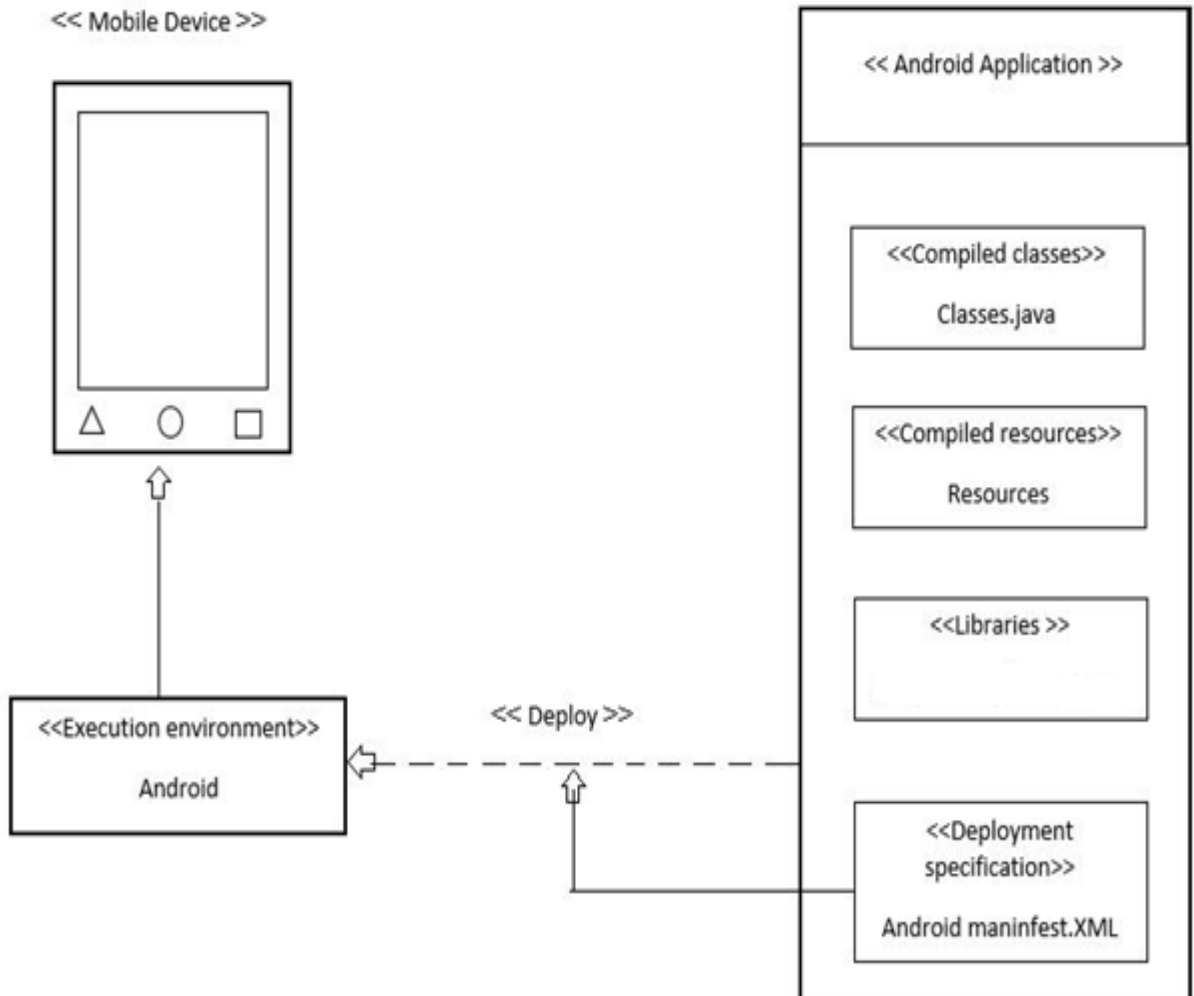 << Mobile Device >>
<< Android Application >>
<<Compiled classes>>
Classes.java
<<Compiled resources>>
Resources
<<Libraries >>
<<Execution environment>>
Android
<< Deploy >>
<<Deployment
specification>>
Android maninfest.XML